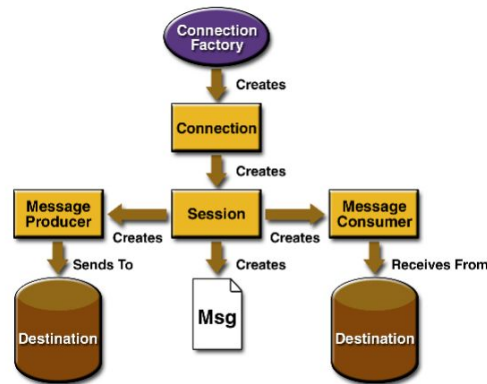 Connection
Factory
Creates
Connection
Creates
Message
Producer
Creates
Session
Creates
Message
Consumer
Sends To
Creates
Receives From
Destination
Msg
Destination